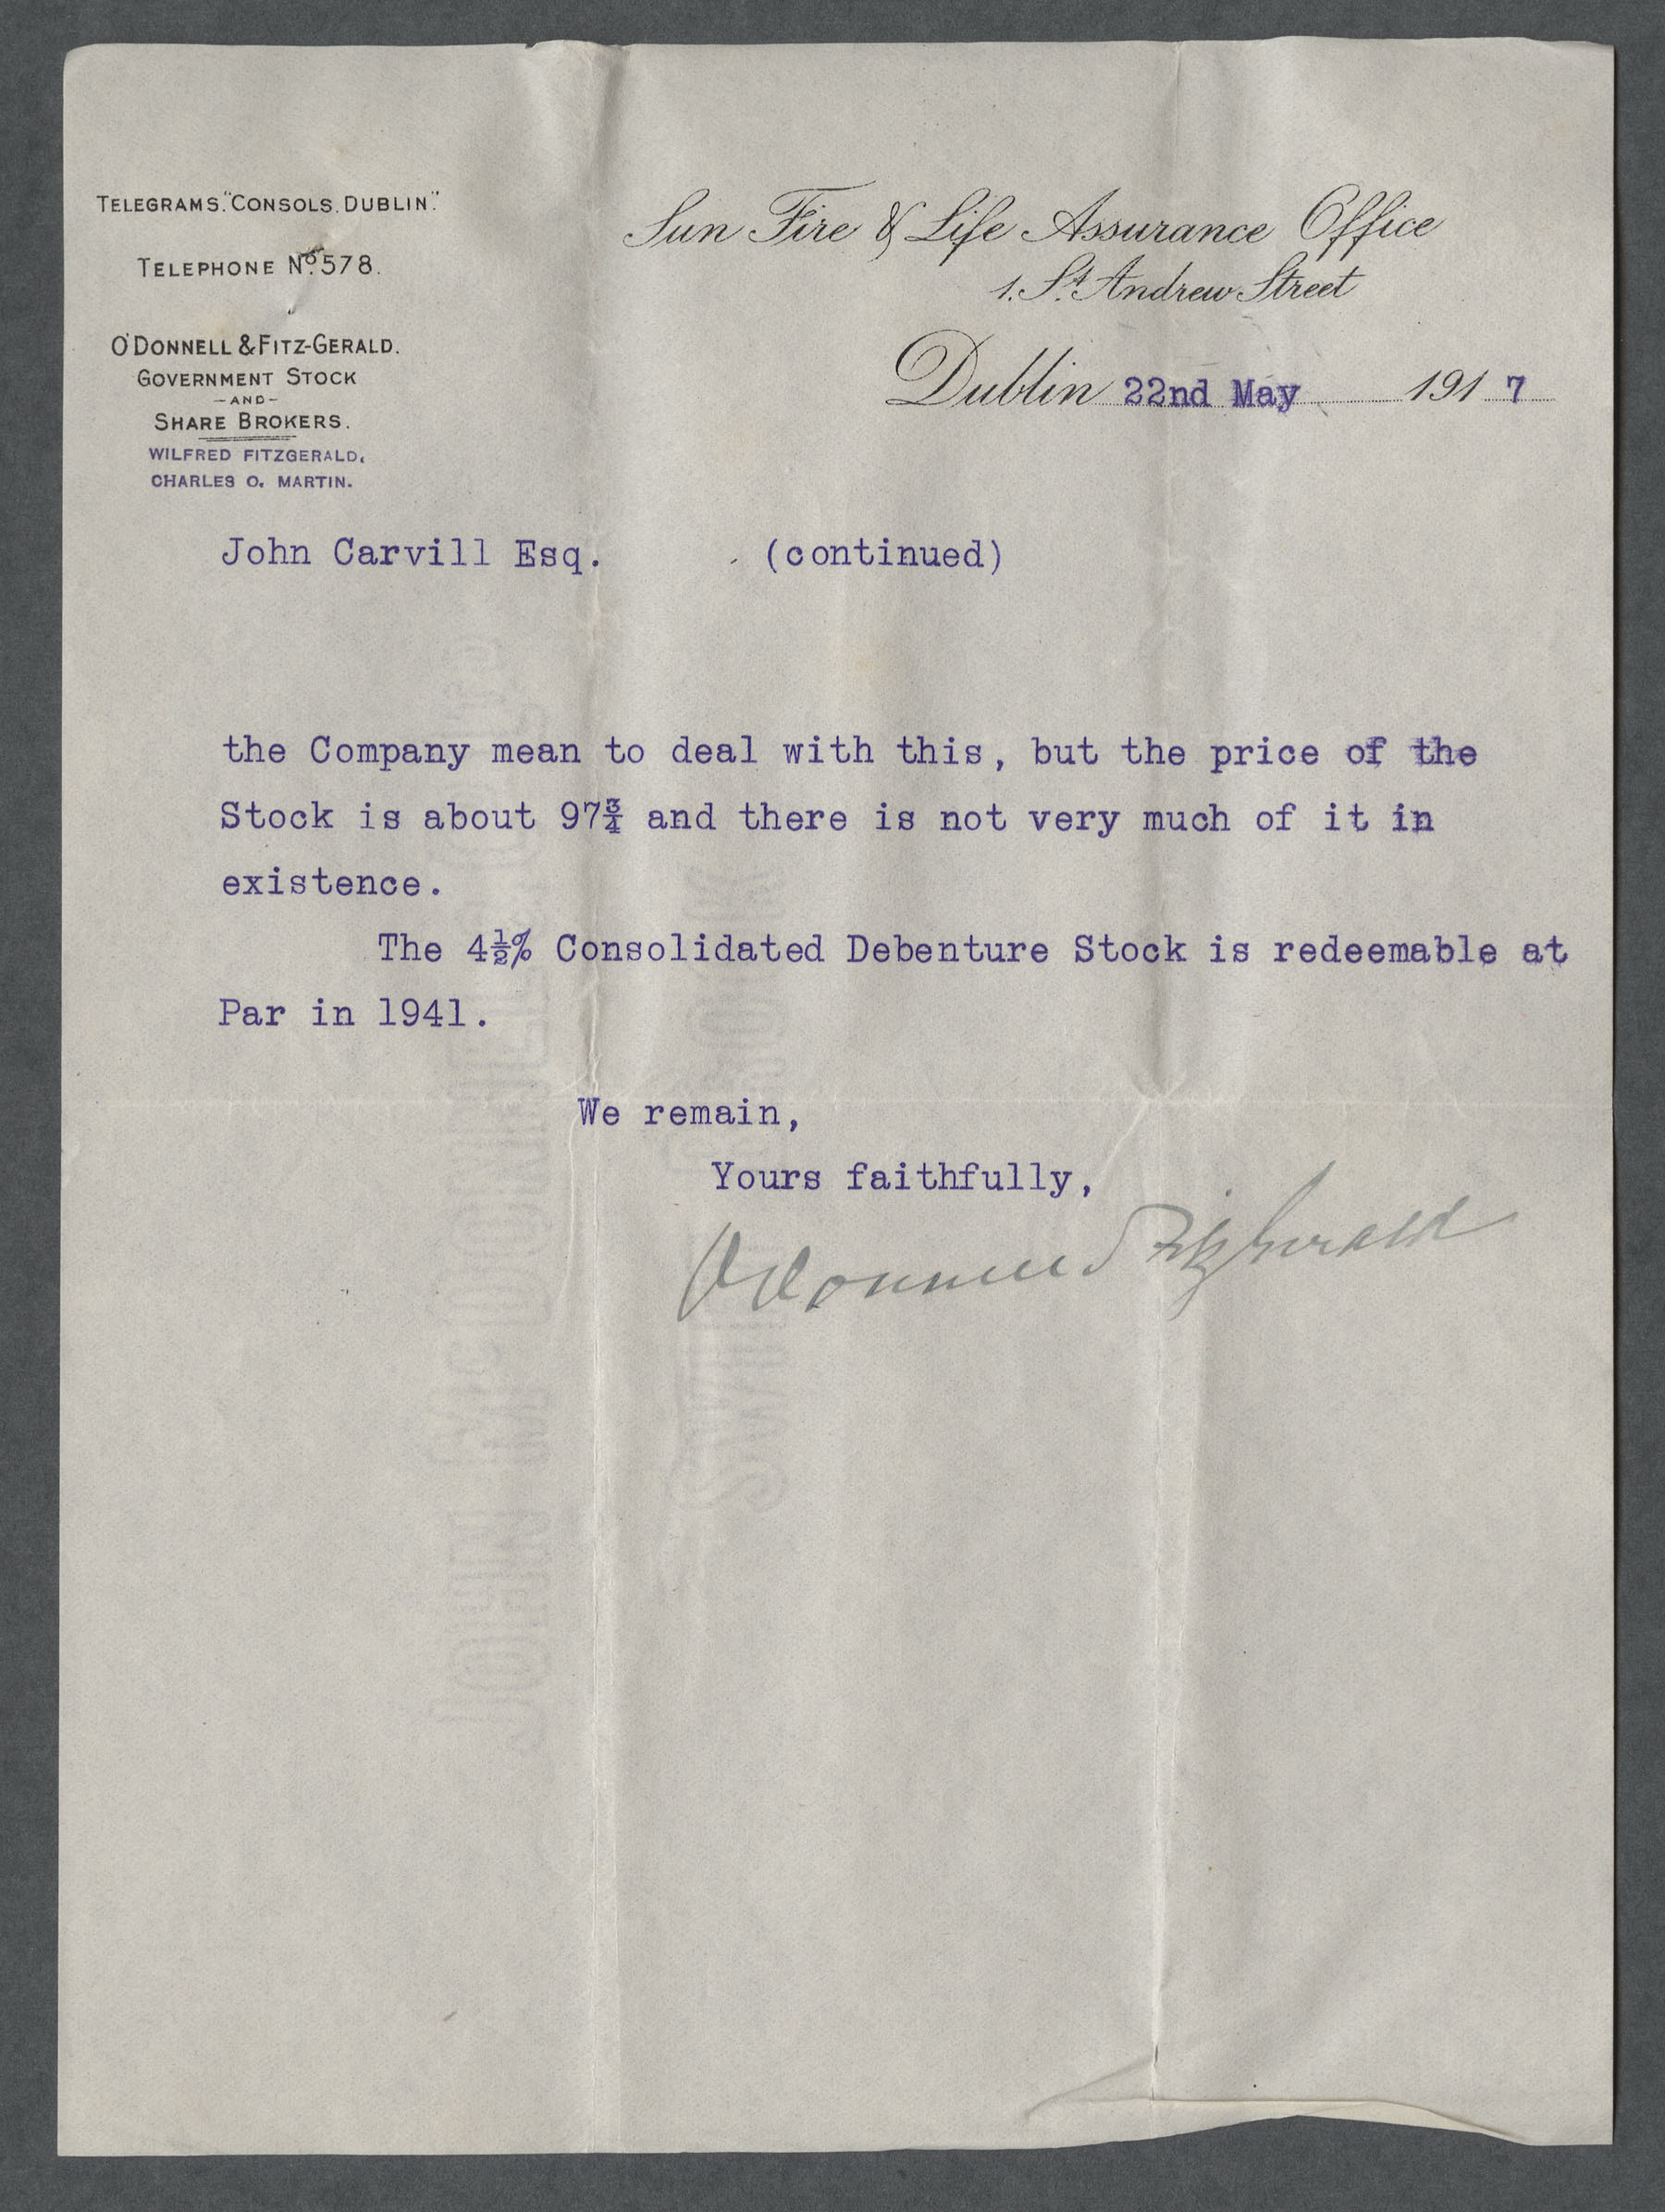 TELEGRAMS. "CONSOLS. DUBLIN."
TELEPHONE No. 578.
O'DONNELL & FITZ-GERALD.
GOVERNMENT STOCK
- AND -
SHARE BROKERS.
WILFRED FITZGERALD.
CHARLES O. MARTIN.
Sun Fire & Life Assurance Office
1. St. Andrew Street
Dublin 22nd May 1917
John Carvill Esq. (continued)
the Company mean to deal with this, but the price of the
Stock is about 97¾ and there is not very much of it in
existence.
The 4½% Consolidated Debenture Stock is redeemable at
Par in 1941.
We remain,
Yours faithfully,
O'Donnell & Fitzgerald